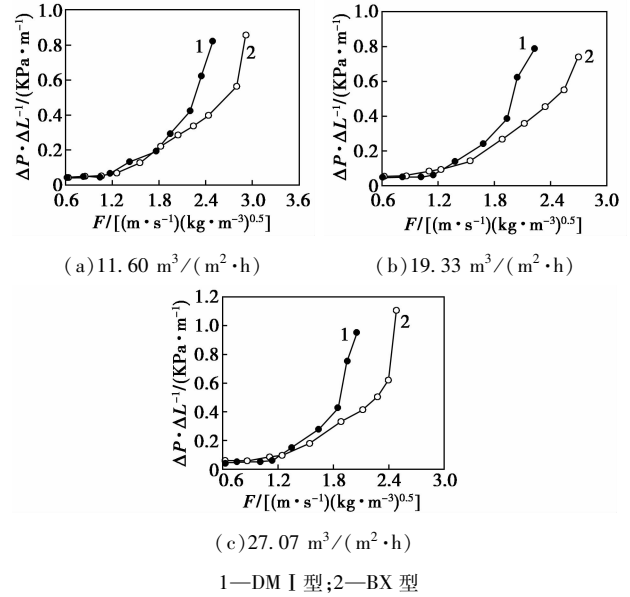 1.0
0.8
0.6
0.4
0.2
0
ΔP·ΔL⁻¹/(KPa·m⁻¹)
1
2
0.6 1.2 1.8 2.4 3.0 3.6
F/[(m·s⁻¹)(kg·m⁻³)⁰·⁵]
(a)11.60 m³/(m²·h)
1.0
0.8
0.6
0.4
0.2
0
ΔP·ΔL⁻¹/(KPa·m⁻¹)
1
2
0.6 1.2 1.8 2.4 3.0
F/[(m·s⁻¹)(kg·m⁻³)⁰·⁵]
(b)19.33 m³/(m²·h)
1.2
1.0
0.8
0.6
0.4
0.2
0
ΔP·ΔL⁻¹/(KPa·m⁻¹)
1
2
0.6 1.2 1.8 2.4 3.0
F/[(m·s⁻¹)(kg·m⁻³)⁰·⁵]
(c)27.07 m³/(m²·h)
1—DM Ⅰ 型;2—BX 型